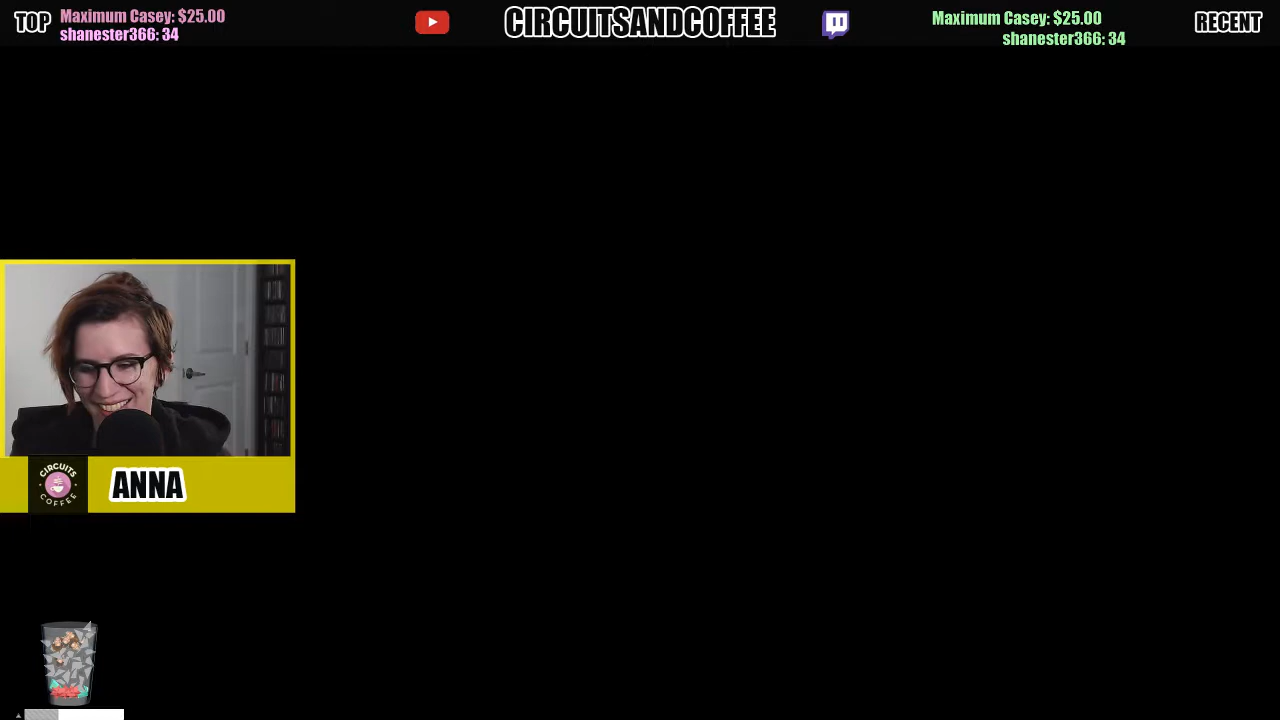 TOP
Maximum Casey: $25.00
shanester366: 34
CIRCUITSANDCOFFEE
Maximum Casey: $25.00
shanester366: 34
RECENT
CIRCUITS
COFFEE
ANNA